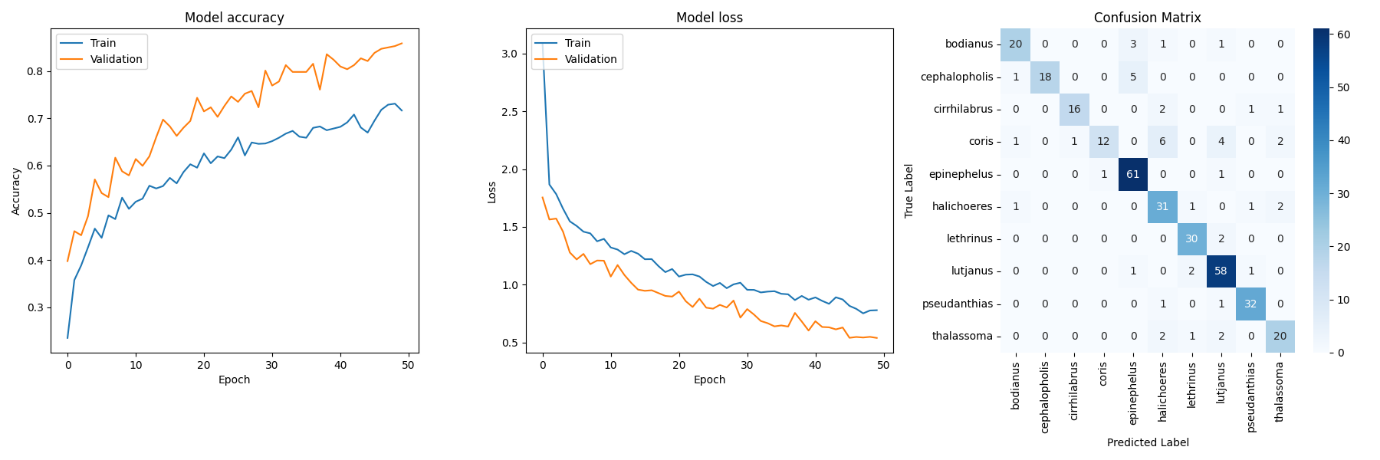 Model accuracy
Train
Validation
0.8
0.7
0.6
0.5
0.4
0.3
Accuracy
0 10 20 30 40 50
Epoch
Model loss
Train
Validation
3.0
2.5
2.0
1.5
1.0
0.5
Loss
0 10 20 30 40 50
Epoch
Confusion Matrix
True Label
bodianus 20 0 0 0 3 1 0 1 0 0
cephalopholis 1 18 0 0 5 0 0 0 0 0
cirrhilabrus 0 0 16 0 0 2 0 0 1 1
coris 1 0 1 12 0 6 0 4 0 2
epinephelus 0 0 0 1 61 0 0 1 0 0
halichoeres 1 0 0 0 0 31 1 0 1 2
lethrinus 0 0 0 0 0 0 30 2 0 0
lutjanus 0 0 0 0 1 0 2 58 1 0
pseudanthias 0 0 0 0 0 1 0 1 32 0
thalassoma 0 0 0 0 0 2 1 2 0 20
bodianus
cephalopholis
cirrhilabrus
coris
epinephelus
halichoeres
lethrinus
lutjanus
pseudanthias
thalassoma
Predicted Label
60
50
40
30
20
10
0